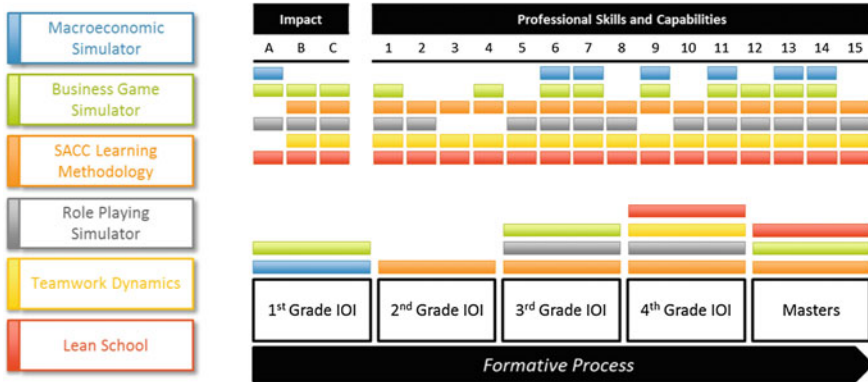 Macroeconomic
Simulator
Business Game
Simulator
SACC Learning
Methodology
Role Playing
Simulator
Teamwork Dynamics
Lean School
Impact
Professional Skills and Capabilities
A B C 1 2 3 4 5 6 7 8 9 10 11 12 13 14 15
1st Grade IOI 2nd Grade IOI 3rd Grade IOI 4th Grade IOI Masters
Formative Process